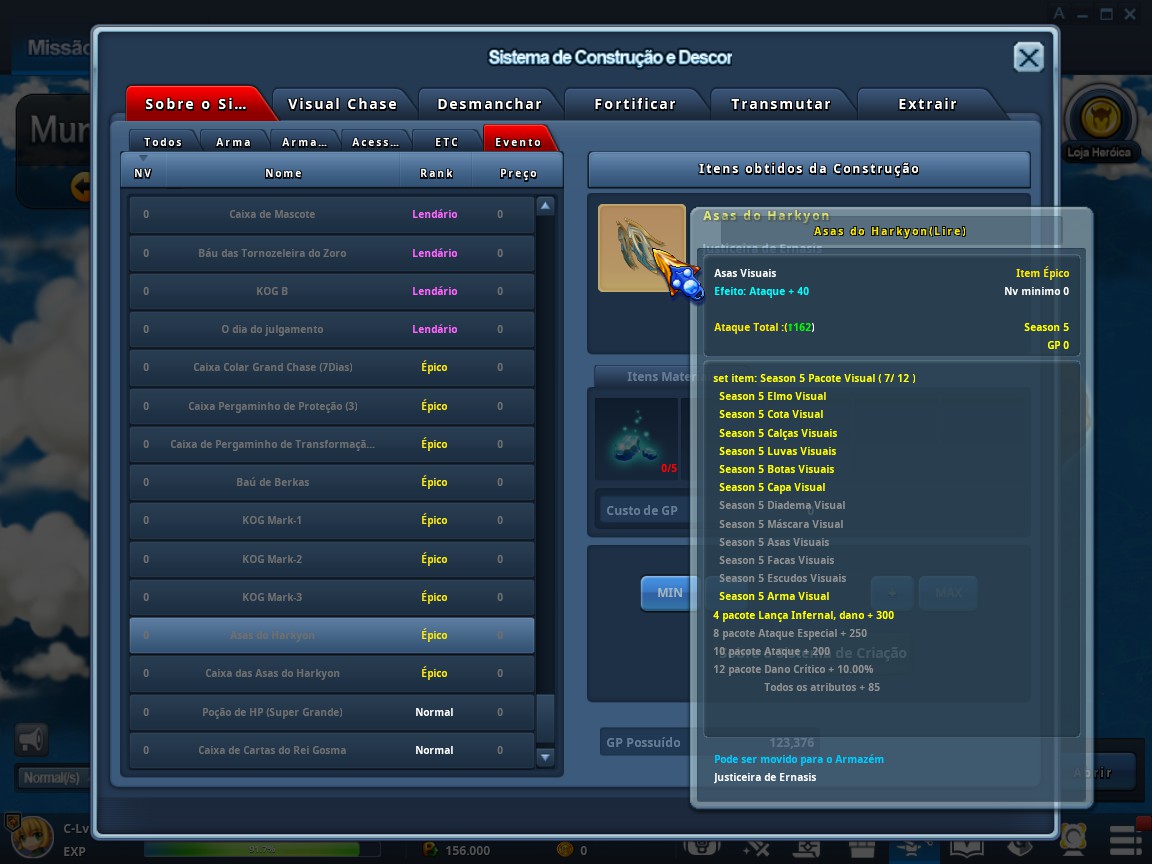 A
Missão
Sistema de Construção e Descor
Mun
Loja Heróica
Sobre o Si...
Visual Chase
Desmanchar
Fortificar
Transmutar
Extrair
Todos
Arma
Arma...
Acess...
ETC
Evento
NV Nome Rank Preço
0 Caixa de Mascote Lendário 0
0 Báu das Tornozeleira do Zoro Lendário 0
0 KOG B Lendário 0
0 O dia do julgamento Lendário 0
0 Caixa Colar Grand Chase (7Dias) Épico 0
0 Caixa Pergaminho de Proteção (3) Épico 0
0 Caixa de Pergaminho de Transformaçã... Épico 0
0 Baú de Berkas Épico 0
0 KOG Mark-1 Épico 0
0 KOG Mark-2 Épico 0
0 KOG Mark-3 Épico 0
0 Asas do Harkyon Épico 0
0 Caixa das Asas do Harkyon Épico 0
0 Poção de HP (Super Grande) Normal 0
0 Caixa de Cartas do Rei Gosma Normal 0
Itens obtidos da Construção
Asas do Harkyon
Justiceira de Ernasis
Itens Mater
0/5
Custo de GP
MIN
+
MAX
de Criação
GP Possuído 123,376
Asas do Harkyon(Lire)
Asas Visuais Item Épico
Efeito: Ataque + 40 Nv minimo 0
Ataque Total :(↑162) Season 5
GP 0
set item: Season 5 Pacote Visual ( 7/ 12 )
Season 5 Elmo Visual
Season 5 Cota Visual
Season 5 Calças Visuais
Season 5 Luvas Visuais
Season 5 Botas Visuais
Season 5 Capa Visual
Season 5 Diadema Visual
Season 5 Máscara Visual
Season 5 Asas Visuais
Season 5 Facas Visuais
Season 5 Escudos Visuais
Season 5 Arma Visual
4 pacote Lança Infernal, dano + 300
8 pacote Ataque Especial + 250
10 pacote Ataque + 200
12 pacote Dano Crítico + 10.00%
Todos os atributos + 85
Pode ser movido para o Armazém
Justiceira de Ernasis
Normal(/s)
Abrir
C-Lv
EXP
156.000
0